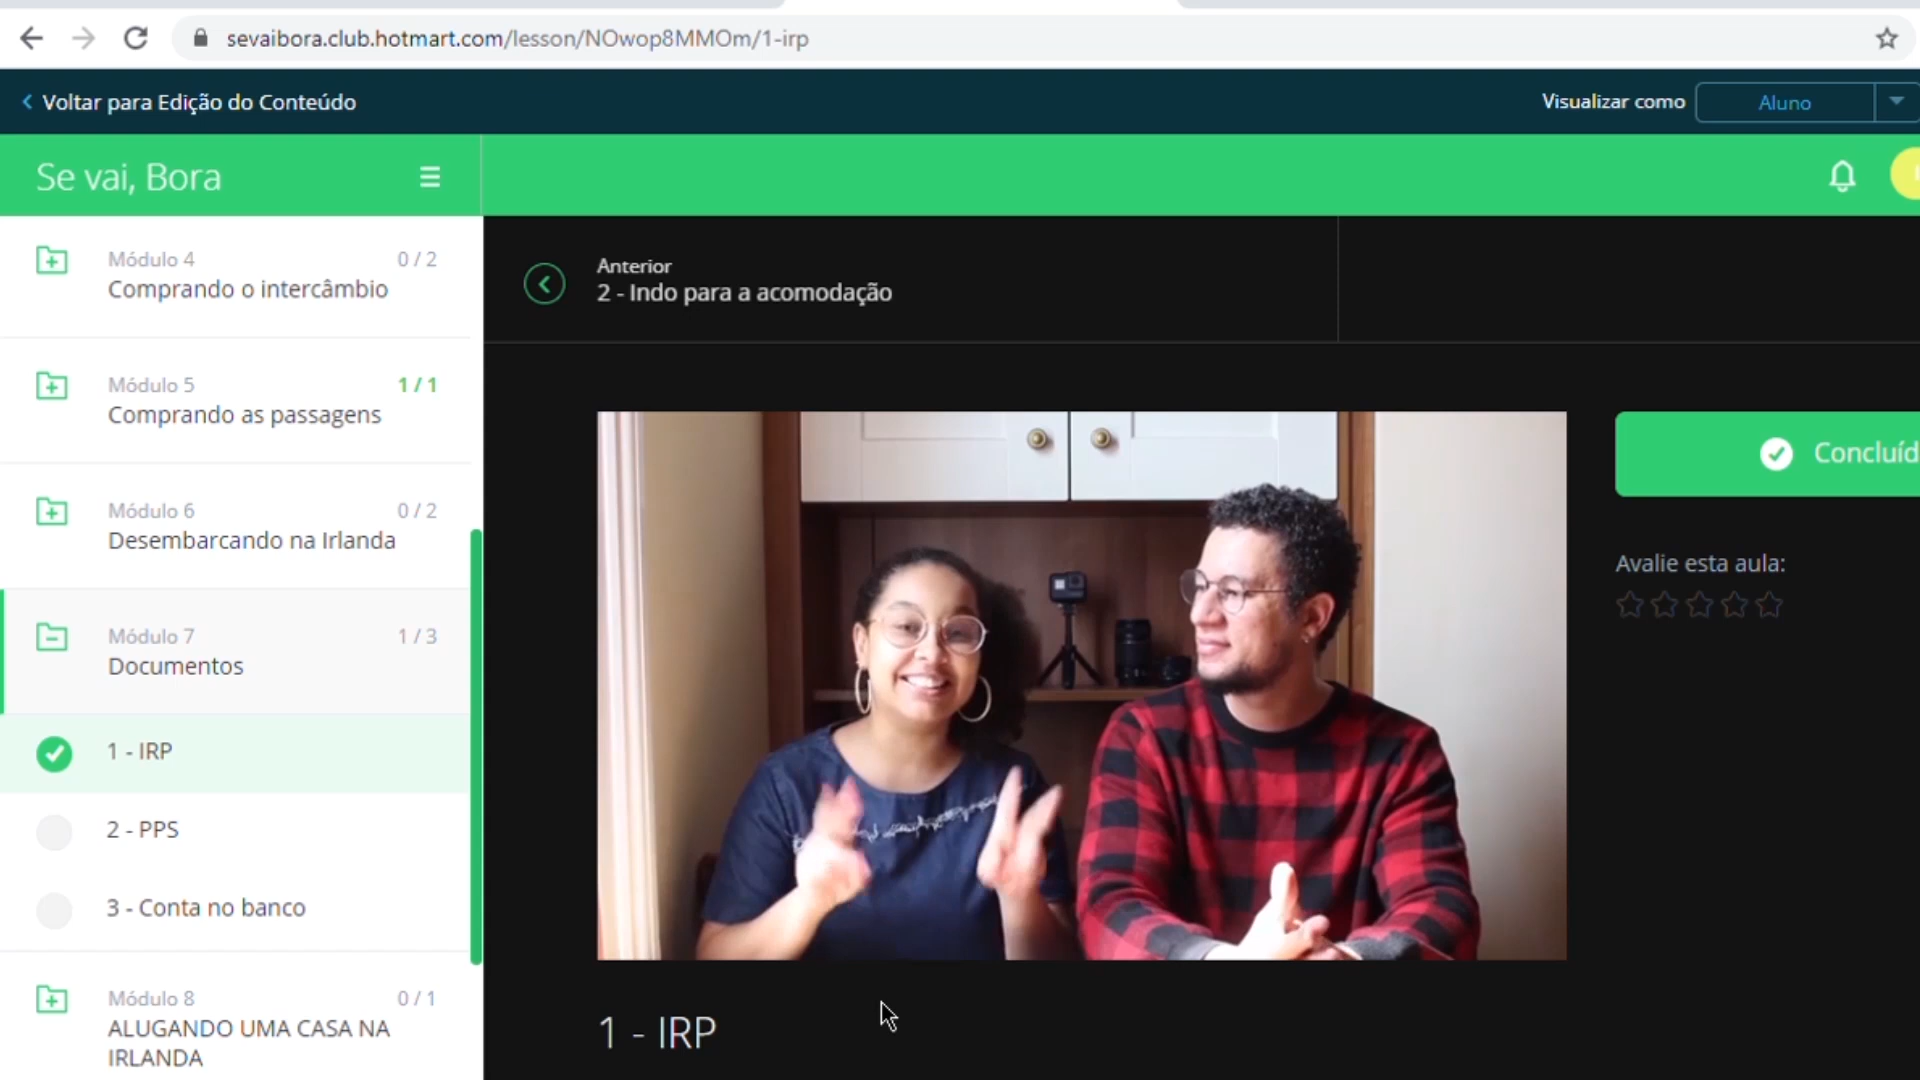 sevaibora.club.hotmart.com/lesson/NOwop8MMOm/1-irp
Voltar para Edição do Conteúdo
Visualizar como
Aluno
Se vai, Bora
Módulo 4
0 / 2
Comprando o intercâmbio
Módulo 5
1 / 1
Comprando as passagens
Módulo 6
0 / 2
Desembarcando na Irlanda
Módulo 7
1 / 3
Documentos
1 - IRP
2 - PPS
3 - Conta no banco
Módulo 8
0 / 1
ALUGANDO UMA CASA NA
IRLANDA
Anterior
2 - Indo para a acomodação
Concluíd
Avalie esta aula:
1 - IRP